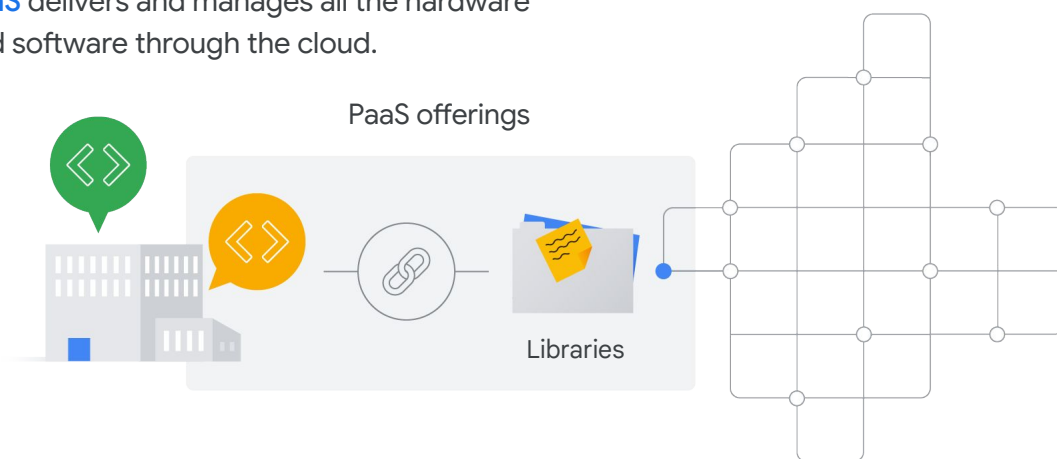 delivers and manages all the hardware
software through the cloud.
PaaS offerings
Libraries